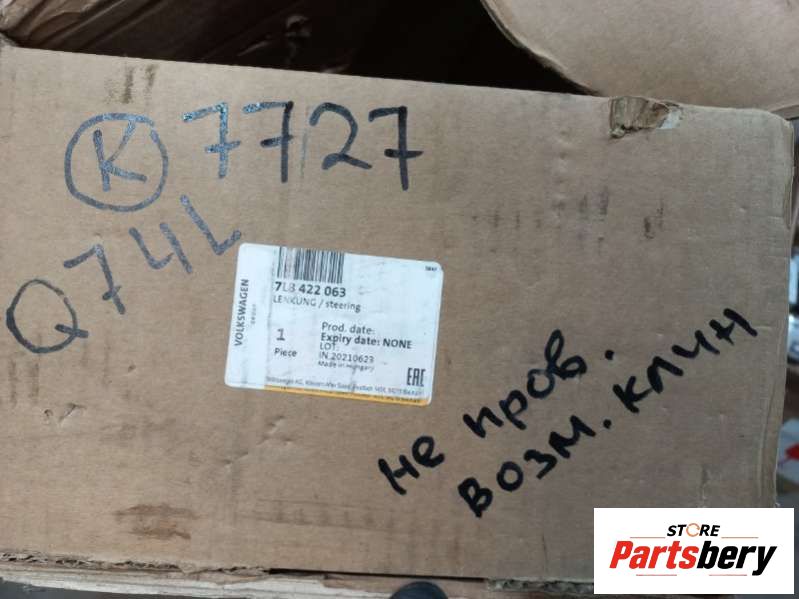 K 7727
Q74L
VOLKSWAGEN
GROUP
7L8 422 063
LENKUNG / steering
1
Piece
Prod. date:
Expiry date: NONE
LOT:
IN 20210623
Made in Hungary
EAC
не пров.
возм. клин
STORE
Partsbery